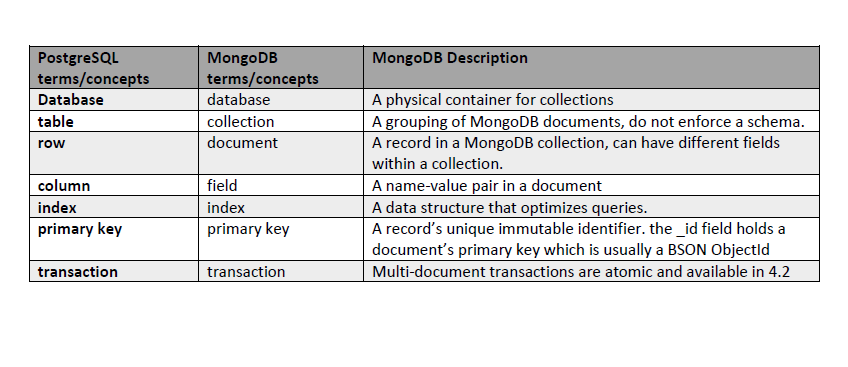 PostgreSQL terms/concepts MongoDB terms/concepts MongoDB Description
Database database A physical container for collections
table collection A grouping of MongoDB documents, do not enforce a schema.
row document A record in a MongoDB collection, can have different fields
within a collection.
column field A name-value pair in a document
index index A data structure that optimizes queries.
primary key primary key A record’s unique immutable identifier. the _id field holds a
document’s primary key which is usually a BSON ObjectId
transaction transaction Multi-document transactions are atomic and available in 4.2